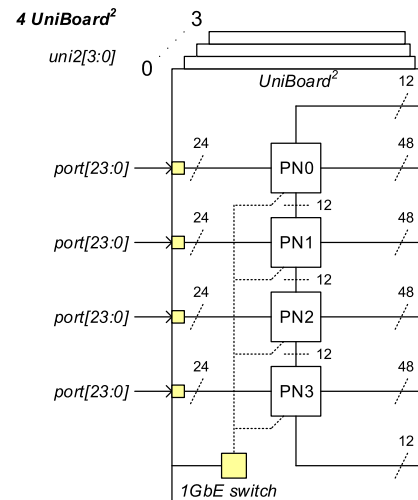 4 UniBoard²
3
uni2[3:0]
0
UniBoard²
12
24
48
port[23:0]
PN0
12
24
48
port[23:0]
PN1
12
24
48
port[23:0]
PN2
12
24
48
port[23:0]
PN3
12
1GbE switch